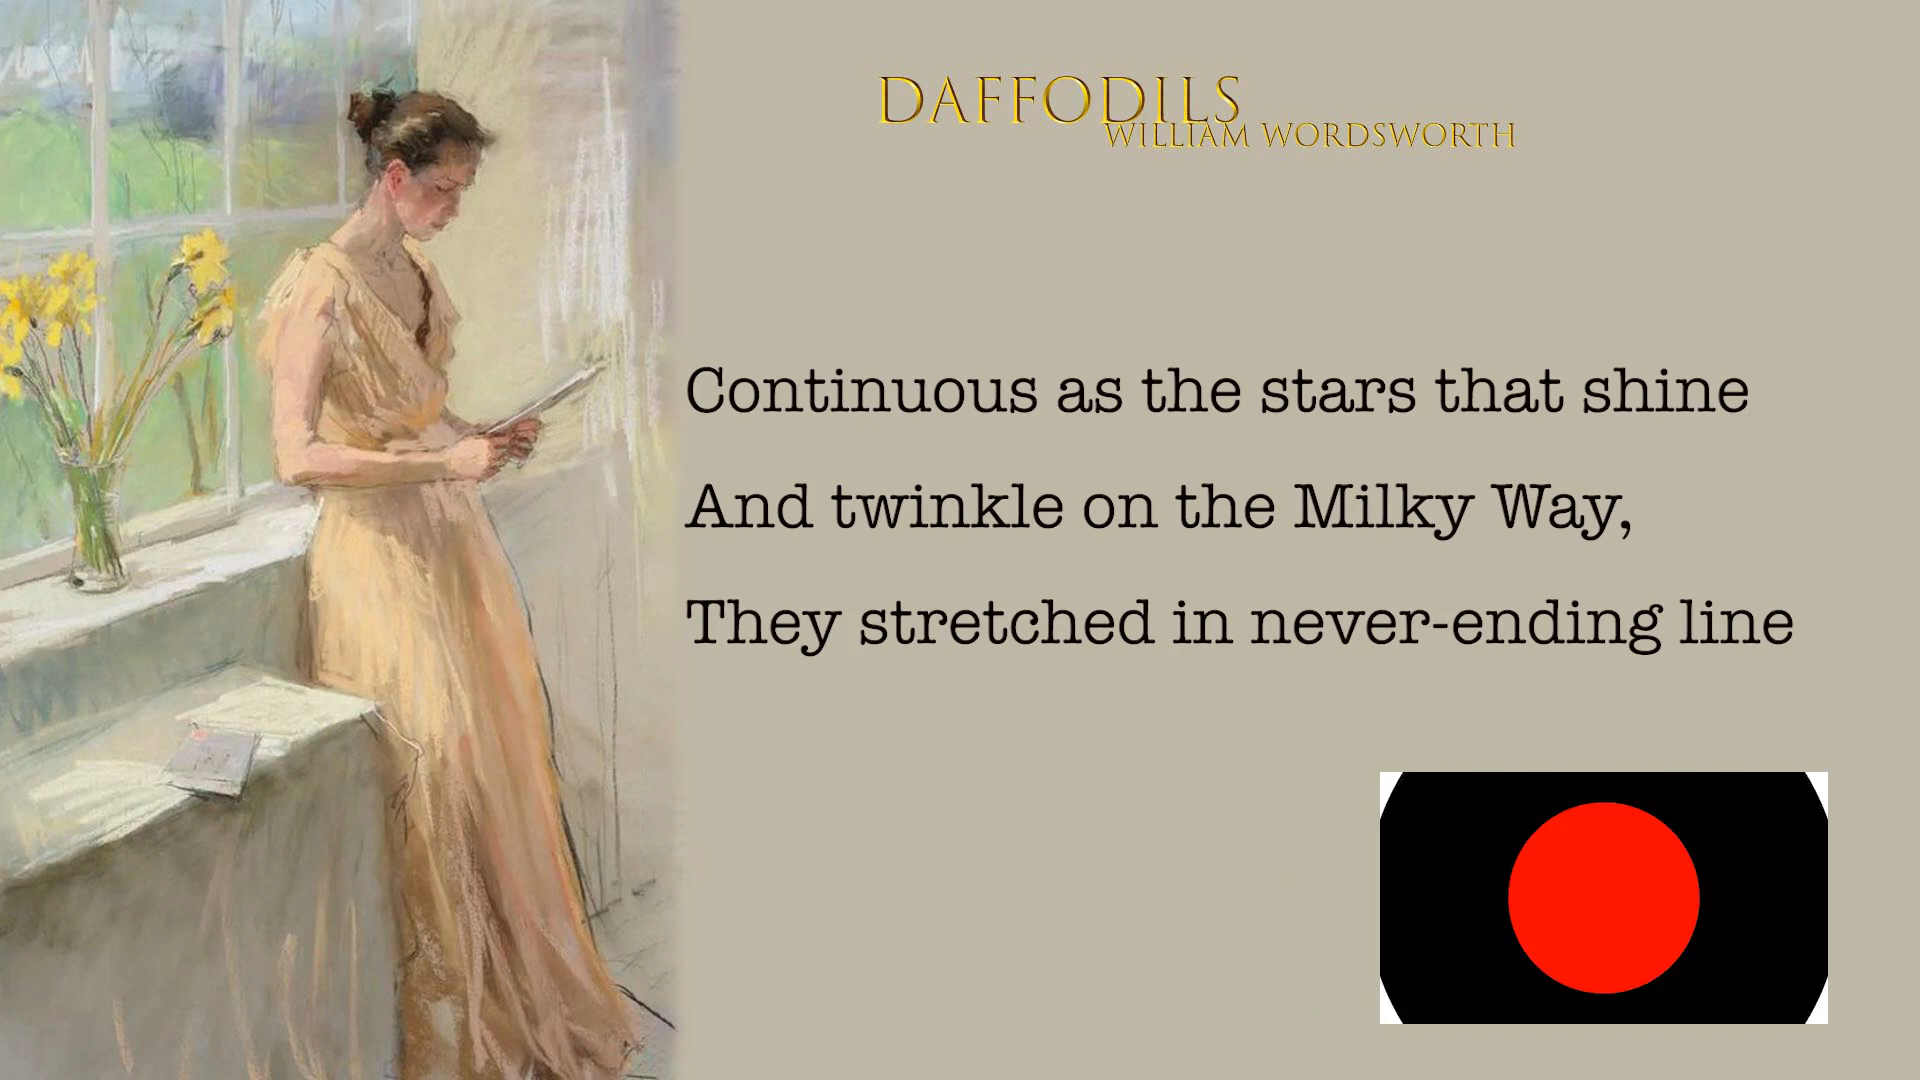 DAFFODILS
WILLIAM WORDSWORTH
Continuous as the stars that shine
And twinkle on the Milky Way,
They stretched in never-ending line